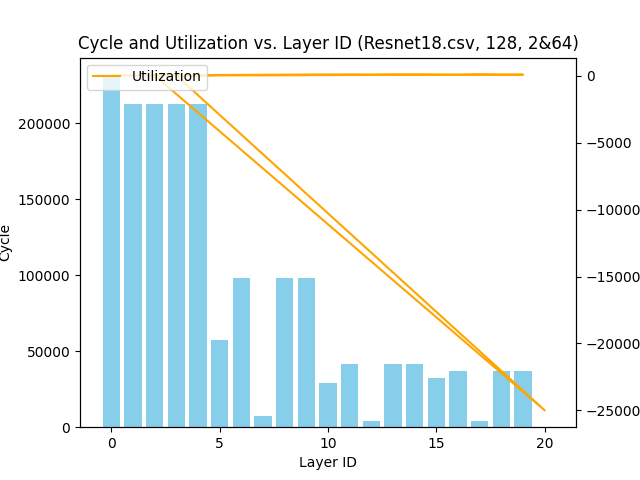 Cycle and Utilization vs. Layer ID (Resnet18.csv, 128, 2&64)
Utilization
200000
150000
100000
50000
0
Cycle
0
−5000
−10000
−15000
−20000
−25000
0 5 10 15 20
Layer ID